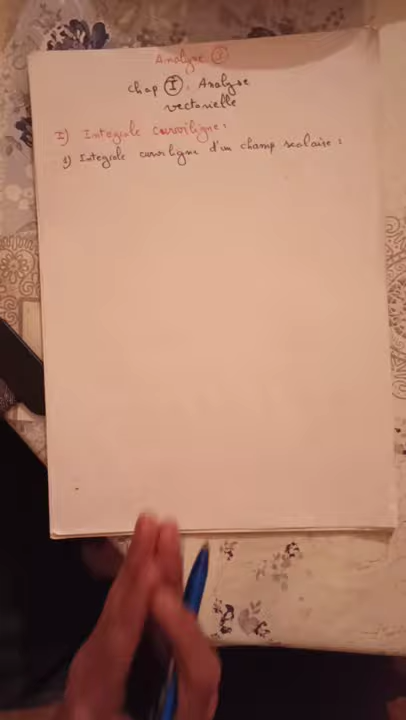 Analyse ③
Chap Ⅰ: Analyse
vectorielle
I) Integrale curviligne:
1) Integrale curviligne d'un champ scalaire: